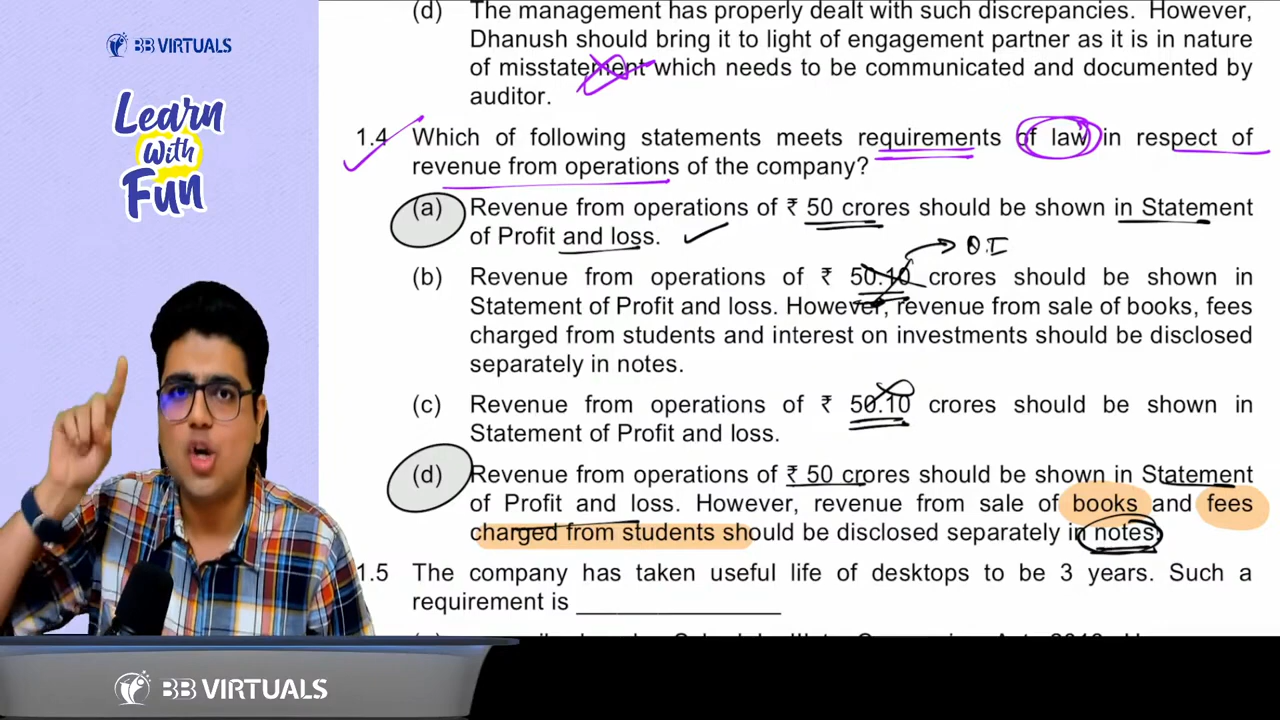 (d) The management has properly dealt with such discrepancies. However,
BB VIRTUALS
Dhanush should bring it to light of engagement partner as it is in nature
of misstatement which needs to be communicated and documented by
auditor.
Learn
With
Fun
1.4 Which of following statements meets requirements of law in respect of
revenue from operations of the company?
(a) Revenue from operations of ₹ 50 crores should be shown in Statement
of Profit and loss.
O.I
(b) Revenue from operations of ₹ 50.10 crores should be shown in
Statement of Profit and loss. However, revenue from sale of books, fees
charged from students and interest on investments should be disclosed
separately in notes.
(c) Revenue from operations of ₹ 50.10 crores should be shown in
Statement of Profit and loss.
(d) Revenue from operations of ₹ 50 crores should be shown in Statement
of Profit and loss. However, revenue from sale of books and fees
charged from students should be disclosed separately in notes.
1.5 The company has taken useful life of desktops to be 3 years. Such a
requirement is
BB VIRTUALS